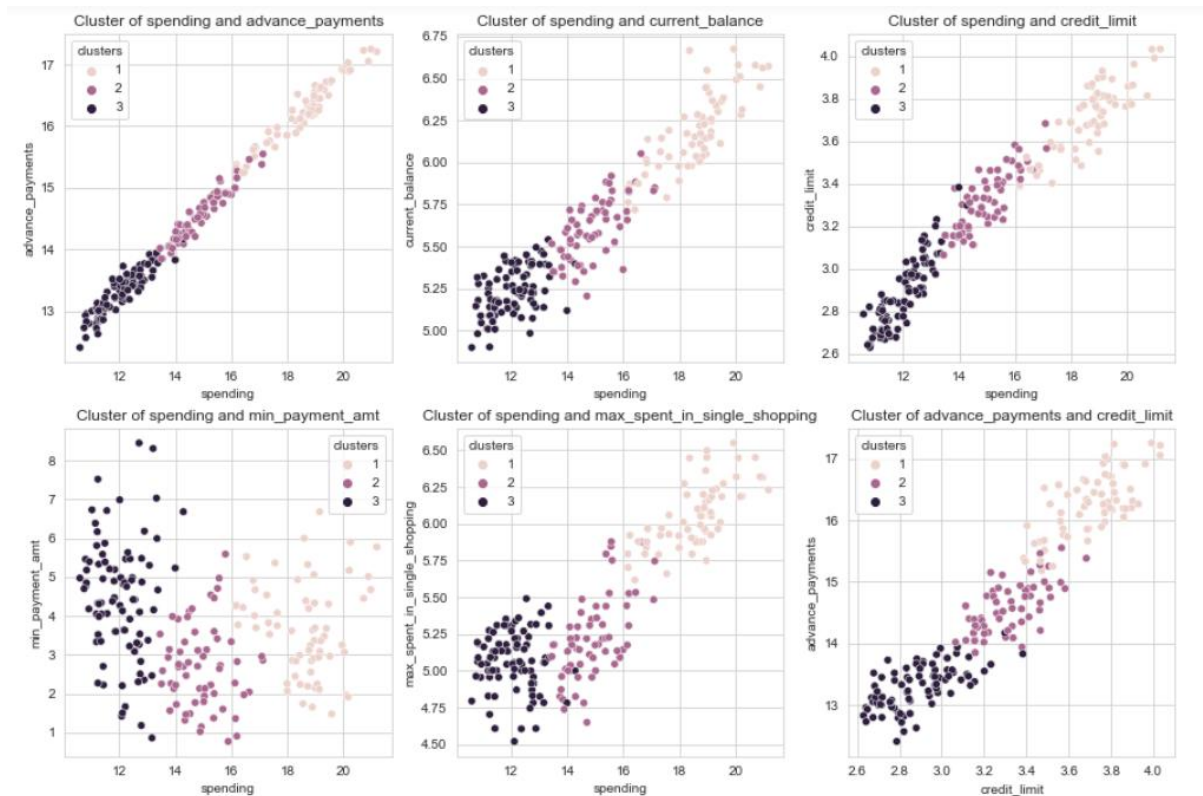 Cluster of spending and advance_payments
clusters
1
2
3
17
16
15
14
13
advance_payments
12 14 16 18 20
spending
Cluster of spending and current_balance
clusters
1
2
3
6.75
6.50
6.25
6.00
5.75
5.50
5.25
5.00
current_balance
12 14 16 18 20
spending
Cluster of spending and credit_limit
clusters
1
2
3
4.0
3.8
3.6
3.4
3.2
3.0
2.8
2.6
credit_limit
12 14 16 18 20
spending
Cluster of spending and min_payment_amt
clusters
1
2
3
8
7
6
5
4
3
2
1
min_payment_amt
12 14 16 18 20
spending
Cluster of spending and max_spent_in_single_shopping
clusters
1
2
3
6.50
6.25
6.00
5.75
5.50
5.25
5.00
4.75
4.50
max_spent_in_single_shopping
12 14 16 18 20
spending
Cluster of advance_payments and credit_limit
clusters
1
2
3
17
16
15
14
13
advance_payments
2.6 2.8 3.0 3.2 3.4 3.6 3.8 4.0
credit_limit